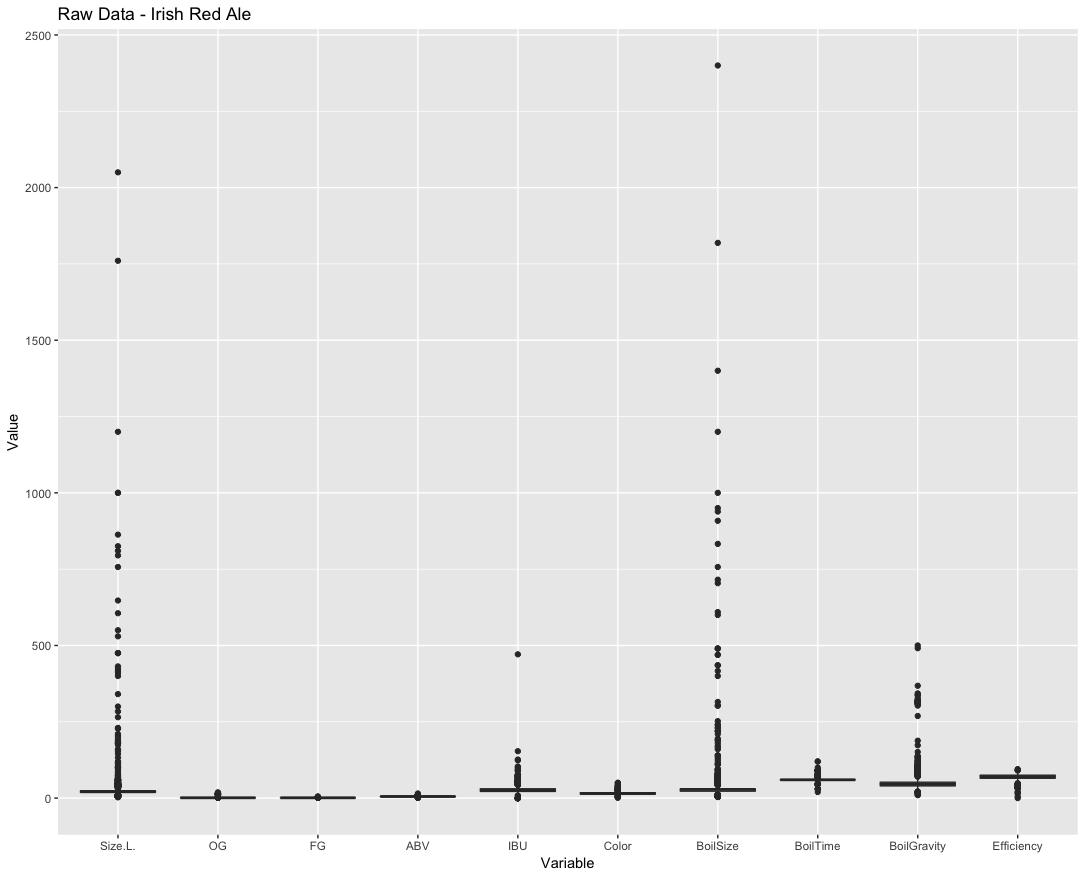 Raw Data - Irish Red Ale
2500
2000
1500
1000
500
0
Value
Size.L. OG FG ABV IBU Color BoilSize BoilTime BoilGravity Efficiency
Variable